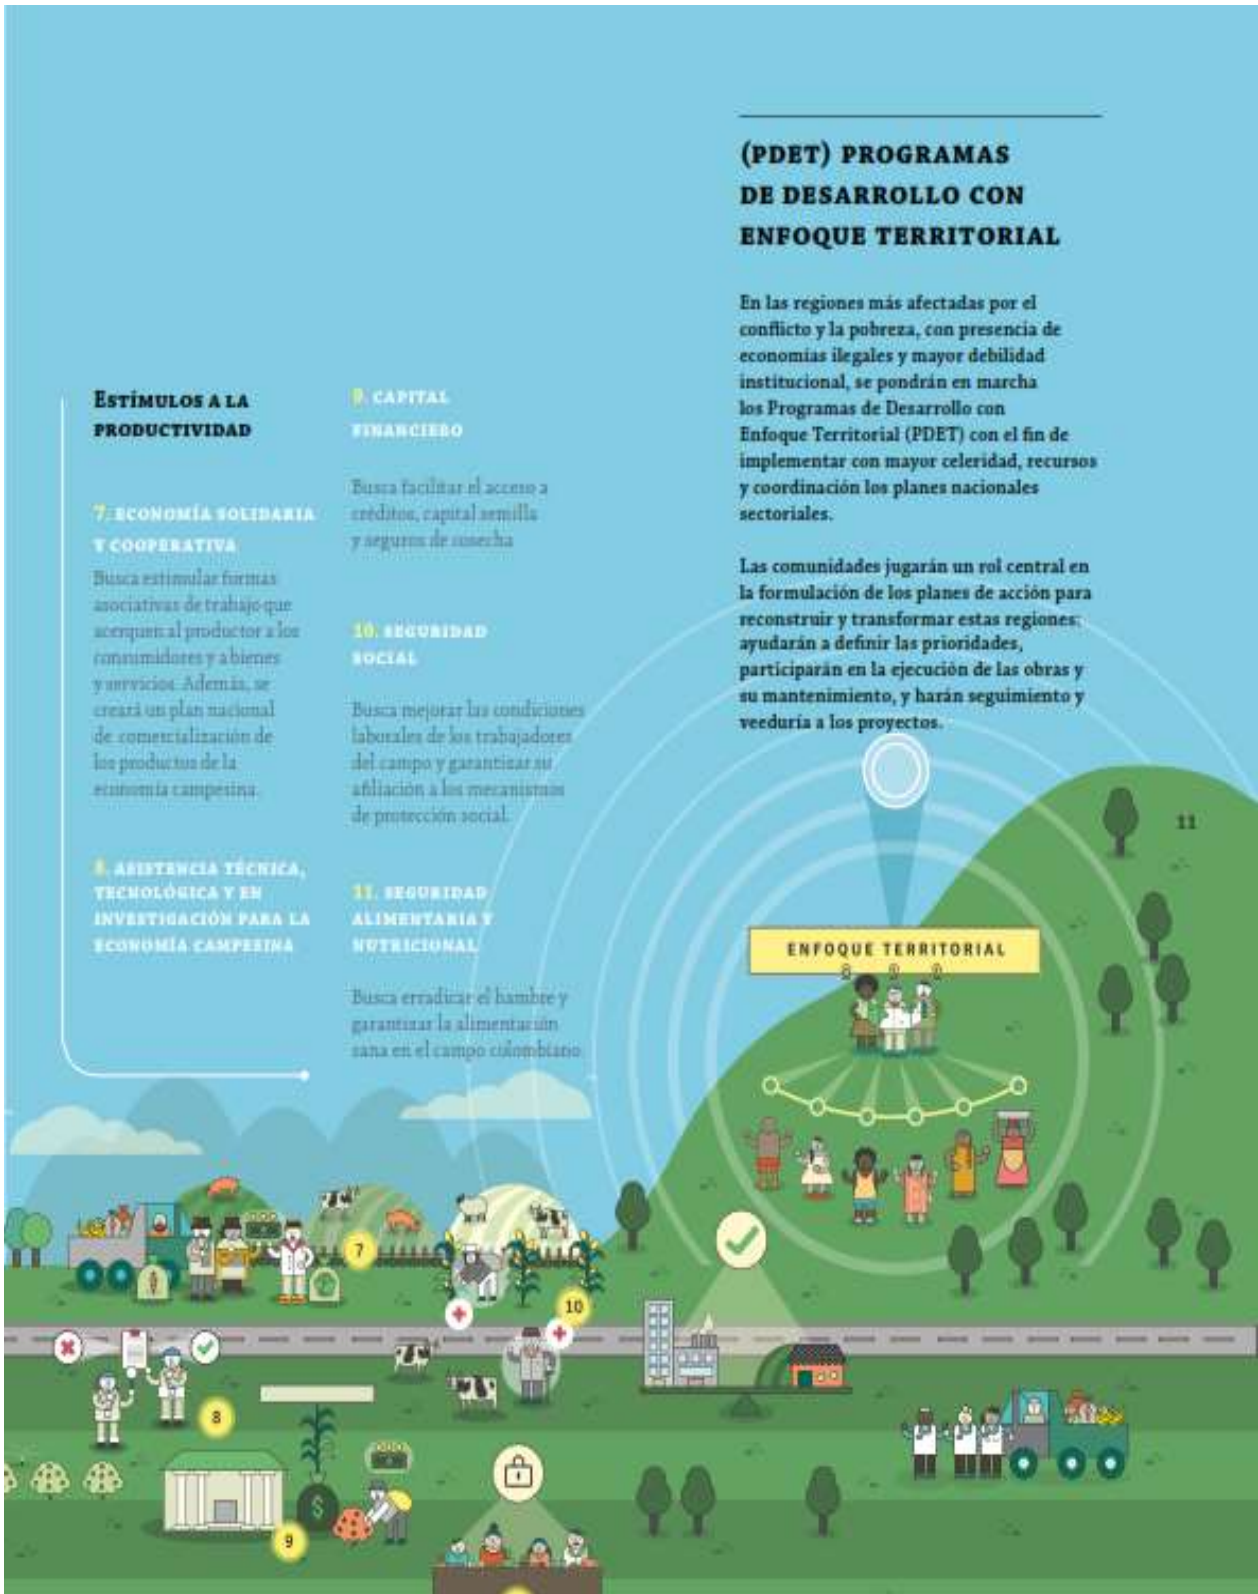 ESTÍMULOS A LA
PRODUCTIVIDAD
7. ECONOMÍA SOLIDARIA
Y COOPERATIVA
Busca estimular formas
asociativas de trabajo que
acerquen al productor a los
consumidores y a bienes
y servicios. Además, se
creará un plan nacional
de comercialización de
los productos de la
economía campesina.
8. ASISTENCIA TÉCNICA,
TECNOLÓGICA Y EN
INVESTIGACIÓN PARA LA
ECONOMÍA CAMPESINA
9. CAPITAL
FINANCIERO
Busca facilitar el acceso a
créditos, capital semilla
y seguros de cosecha
10. SEGURIDAD
SOCIAL
Busca mejorar las condiciones
laborales de los trabajadores
del campo y garantizar su
afiliación a los mecanismos
de protección social.
11. SEGURIDAD
ALIMENTARIA Y
NUTRICIONAL
Busca erradicar el hambre y
garantizar la alimentación
sana en el campo colombiano
(PDET) PROGRAMAS
DE DESARROLLO CON
ENFOQUE TERRITORIAL
En las regiones más afectadas por el
conflicto y la pobreza, con presencia de
economías ilegales y mayor debilidad
institucional, se pondrán en marcha
los Programas de Desarrollo con
Enfoque Territorial (PDET) con el fin de
implementar con mayor celeridad, recursos
y coordinación los planes nacionales
sectoriales.
Las comunidades jugarán un rol central en
la formulación de los planes de acción para
reconstruir y transformar estas regiones:
ayudarán a definir las prioridades,
participarán en la ejecución de las obras y
su mantenimiento, y harán seguimiento y
veeduría a los proyectos.
11
ENFOQUE TERRITORIAL
7
10
8
$
9